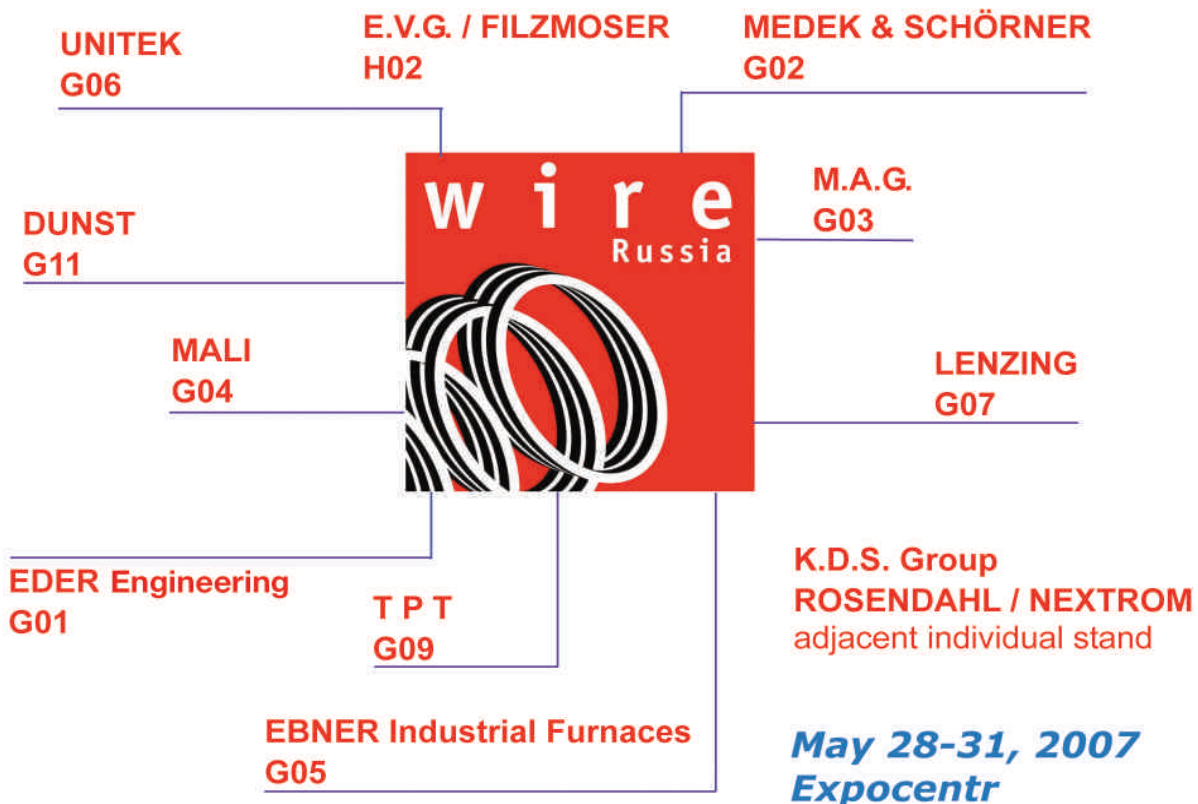 UNITEK
G06
E.V.G. / FILZMOSER
H02
MEDEK & SCHÖRNER
G02
wire
Russia
M.A.G.
G03
DUNST
G11
MALI
G04
LENZING
G07
EDER Engineering
G01
T P T
G09
K.D.S. Group
ROSENDAHL / NEXTROM
adjacent individual stand
EBNER Industrial Furnaces
G05
May 28-31, 2007
Expocentr